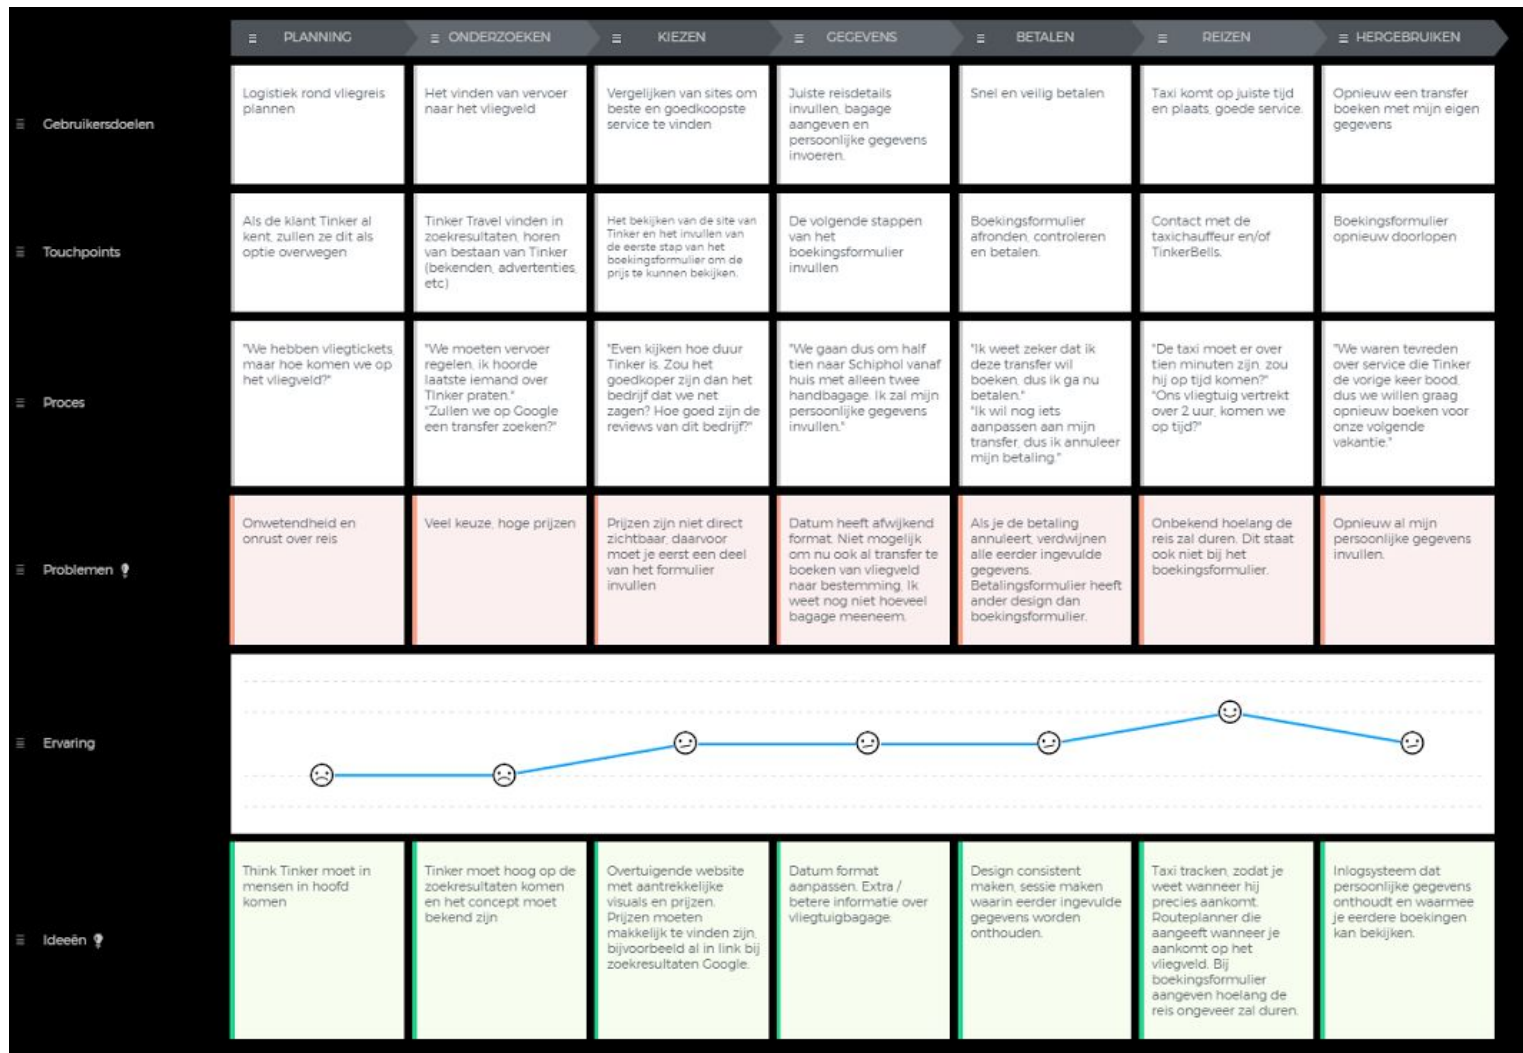 PLANNING
ONDERZOEKEN
KIEZEN
GEGEVENS
BETALEN
REIZEN
HERGEBRUIKEN
Gebruikersdoelen
Logistiek rond vliegreis
plannen
Het vinden van vervoer
naar het vliegveld
Vergelijken van sites om
beste en goedkoopste
service te vinden
Juiste reisdetails
invullen, bagage
aangeven en
persoonlijke gegevens
invoeren.
Snel en veilig betalen
Taxi komt op juiste tijd
en plaats, goede service.
Opnieuw een transfer
boeken met mijn eigen
gegevens
Touchpoints
Als de klant Tinker al
kent, zullen ze dit als
optie overwegen
Tinker Travel vinden in
zoekresultaten, horen
van bestaan van Tinker
(bekenden, advertenties,
etc)
Het bekijken van de site van
Tinker en het invullen van
de eerste stap van het
boekingsformulier om de
prijs te kunnen bekijken.
De volgende stappen
van het
boekingsformulier
invullen
Boekingsformulier
afronden, controleren
en betalen.
Contact met de
taxichauffeur en/of
TinkerBells.
Boekingsformulier
opnieuw doorlopen
Proces
"We hebben vliegtickets,
maar hoe komen we op
het vliegveld?"
"We moeten vervoer
regelen, ik hoorde
laatste iemand over
Tinker praten."
"Zullen we op Google
een transfer zoeken?"
"Even kijken hoe duur
Tinker is. Zou het
goedkoper zijn dan het
bedrijf dat we net
zagen? Hoe goed zijn de
reviews van dit bedrijf?"
"We gaan dus om half
tien naar Schiphol vanaf
huis met alleen twee
handbagage. Ik zal mijn
persoonlijke gegevens
invullen."
"Ik weet zeker dat ik
deze transfer wil
boeken, dus ik ga nu
betalen."
"Ik wil nog iets
aanpassen aan mijn
transfer, dus ik annuleer
mijn betaling."
"De taxi moet er over
tien minuten zijn, zou
hij op tijd komen?"
"Ons vliegtuig vertrekt
over 2 uur, komen we
op tijd?"
"We waren tevreden
over service die Tinker
de vorige keer bood,
dus we willen graag
opnieuw boeken voor
onze volgende
vakantie."
Problemen
Onwetendheid en
onrust over reis
Veel keuze, hoge prijzen
Prijzen zijn niet direct
zichtbaar, daarvoor
moet je eerst een deel
van het formulier
invullen
Datum heeft afwijkend
format. Niet mogelijk
om nu ook al transfer te
boeken van vliegveld
naar bestemming. Ik
weet nog niet hoeveel
bagage meeneem.
Als je de betaling
annuleert, verdwijnen
alle eerder ingevulde
gegevens.
Betalingsformulier heeft
ander design dan
boekingsformulier.
Onbekend hoelang de
reis zal duren. Dit staat
ook niet bij het
boekingsformulier.
Opnieuw al mijn
persoonlijke gegevens
invullen.
Ervaring
Ideeën
Think Tinker moet in
mensen in hoofd
komen
Tinker moet hoog op de
zoekresultaten komen
en het concept moet
bekend zijn
Overtuigende website
met aantrekkelijke
visuals en prijzen.
Prijzen moeten
makkelijk te vinden zijn,
bijvoorbeeld al in link bij
zoekresultaten Google.
Datum format
aanpassen. Extra /
betere informatie over
vliegtuigbagage.
Design consistent
maken, sessie maken
waarin eerder ingevulde
gegevens worden
onthouden.
Taxi tracken, zodat je
weet wanneer hij
precies aankomt.
Routeplanner die
aangeeft wanneer je
aankomt op het
vliegveld. Bij
boekingsformulier
aangeven hoelang de
reis ongeveer zal duren.
Inlogsysteem dat
persoonlijke gegevens
onthoudt en waarmee
je eerdere boekingen
kan bekijken.